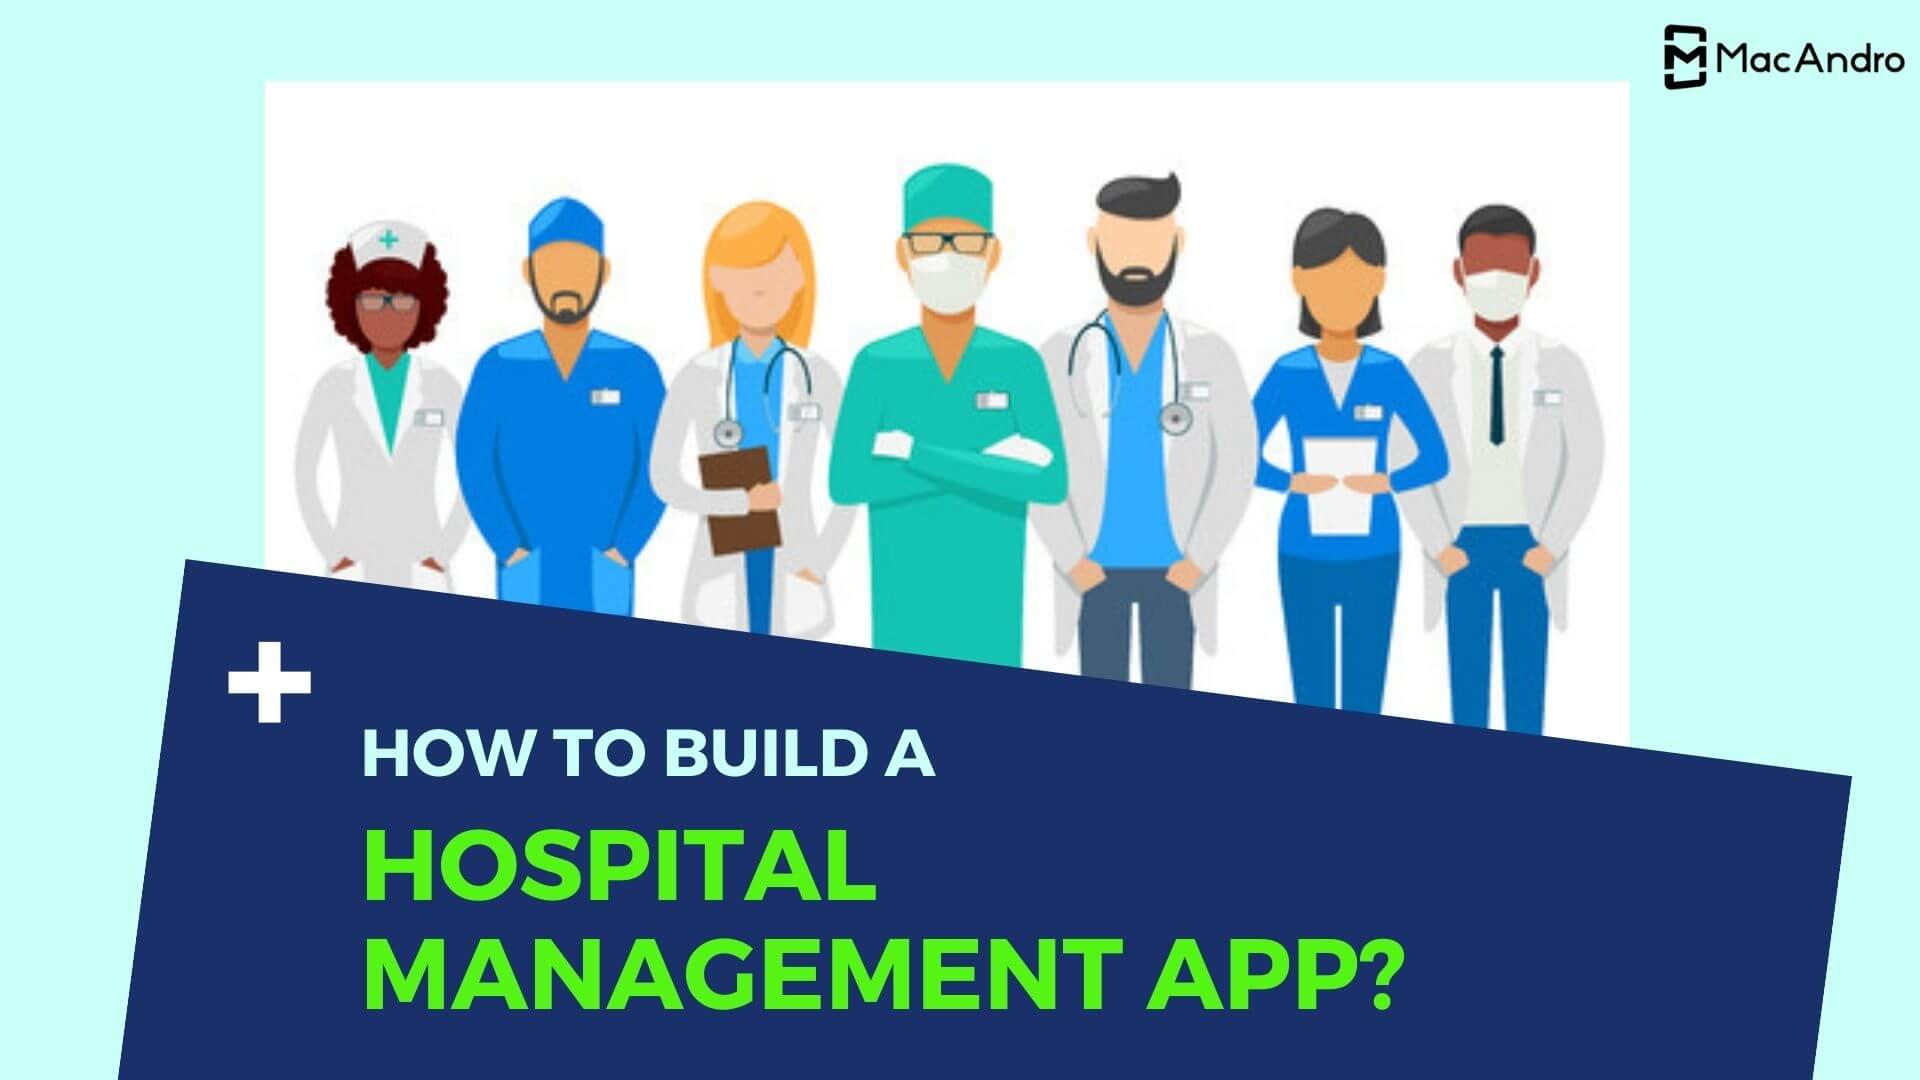 MacAndro
HOW TO BUILD A
HOSPITAL
MANAGEMENT APP?